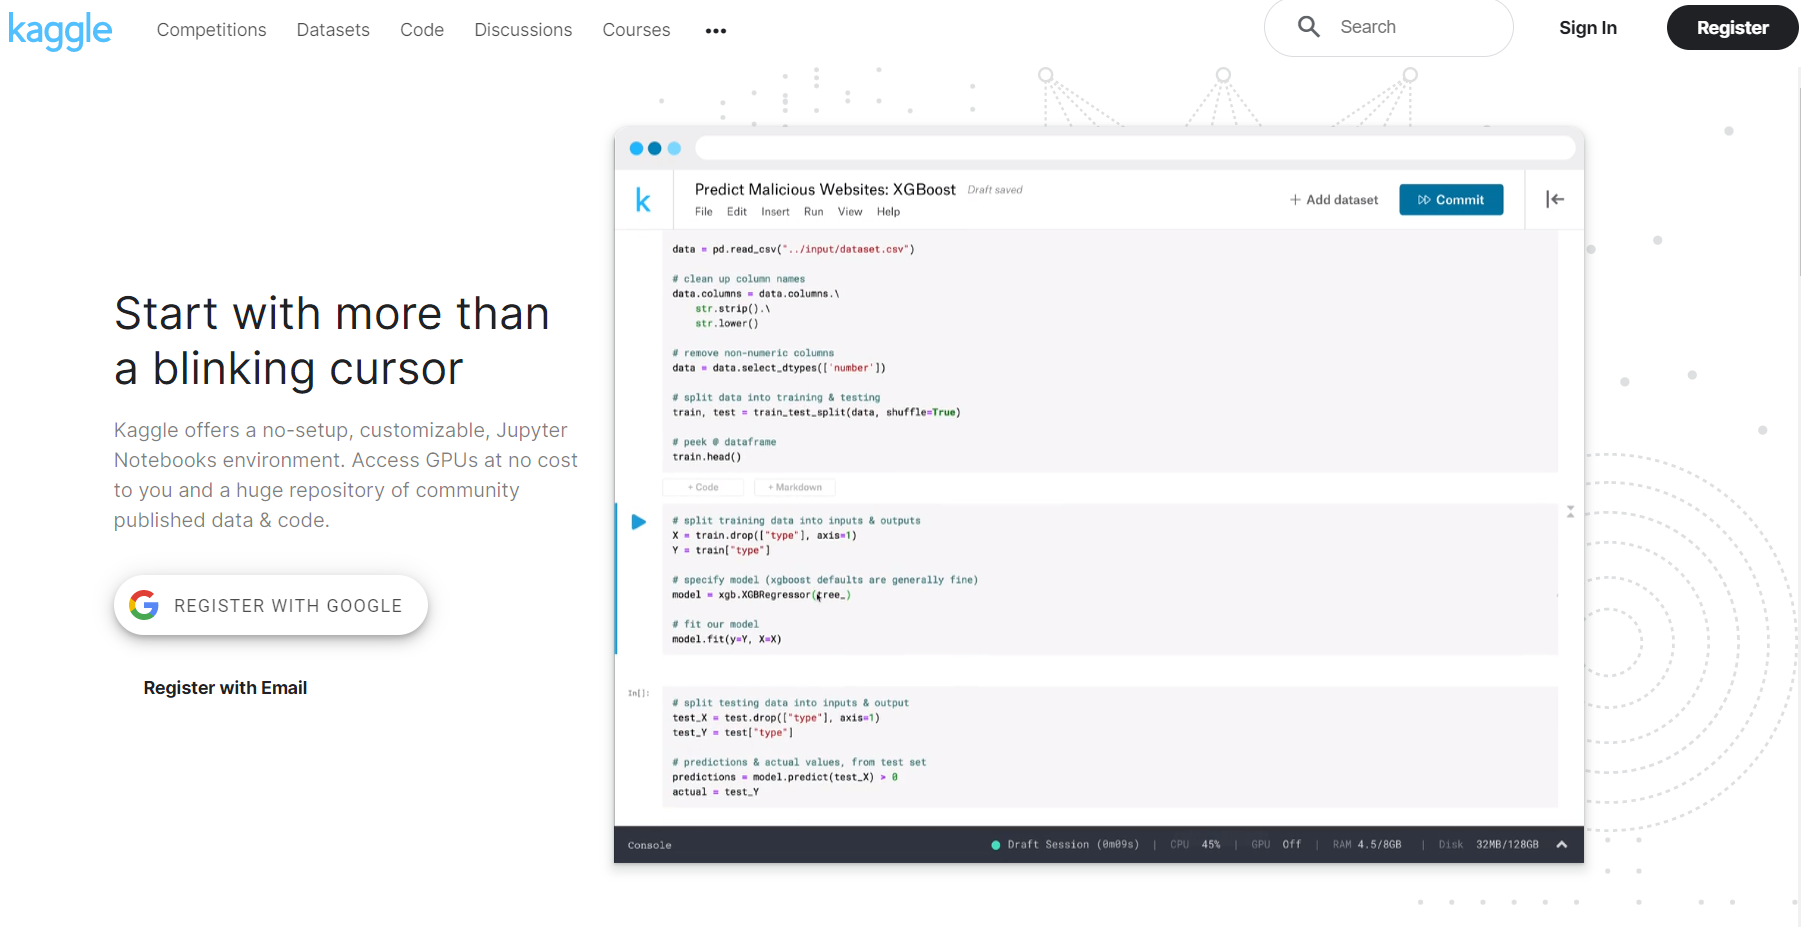 kaggle
Competitions
Datasets
Code
Discussions
Courses
Search
Sign In
Register
Start with more than
a blinking cursor
Kaggle offers a no-setup, customizable, Jupyter
Notebooks environment. Access GPUs at no cost
to you and a huge repository of community
published data & code.
REGISTER WITH GOOGLE
Register with Email
k
Predict Malicious Websites: XGBoost Draft saved
File Edit Insert Run View Help
+ Add dataset
Commit
data = pd.read_csv("../input/dataset.csv")
# clean up column names
data.columns = data.columns.\
str.strip().\
str.lower()
# remove non-numeric columns
data = data.select_dtypes(['number'])
# split data into training & testing
train, test = train_test_split(data, shuffle=True)
# peek @ dataframe
train.head()
+ Code
+ Markdown
# split training data into inputs & outputs
X = train.drop(["type"], axis=1)
Y = train["type"]
# specify model (xgboost defaults are generally fine)
model = xgb.XGBRegressor(tree_)
# fit our model
model.fit(y=Y, X=X)
In[]:
# split testing data into inputs & output
test_X = test.drop(["type"], axis=1)
test_Y = test["type"]
# predictions & actual values, from test set
predictions = model.predict(test_X) > 0
actual = test_Y
Console
Draft Session (0m09s) | CPU 45% | GPU Off | RAM 4.5/8GB | Disk 32MB/128GB